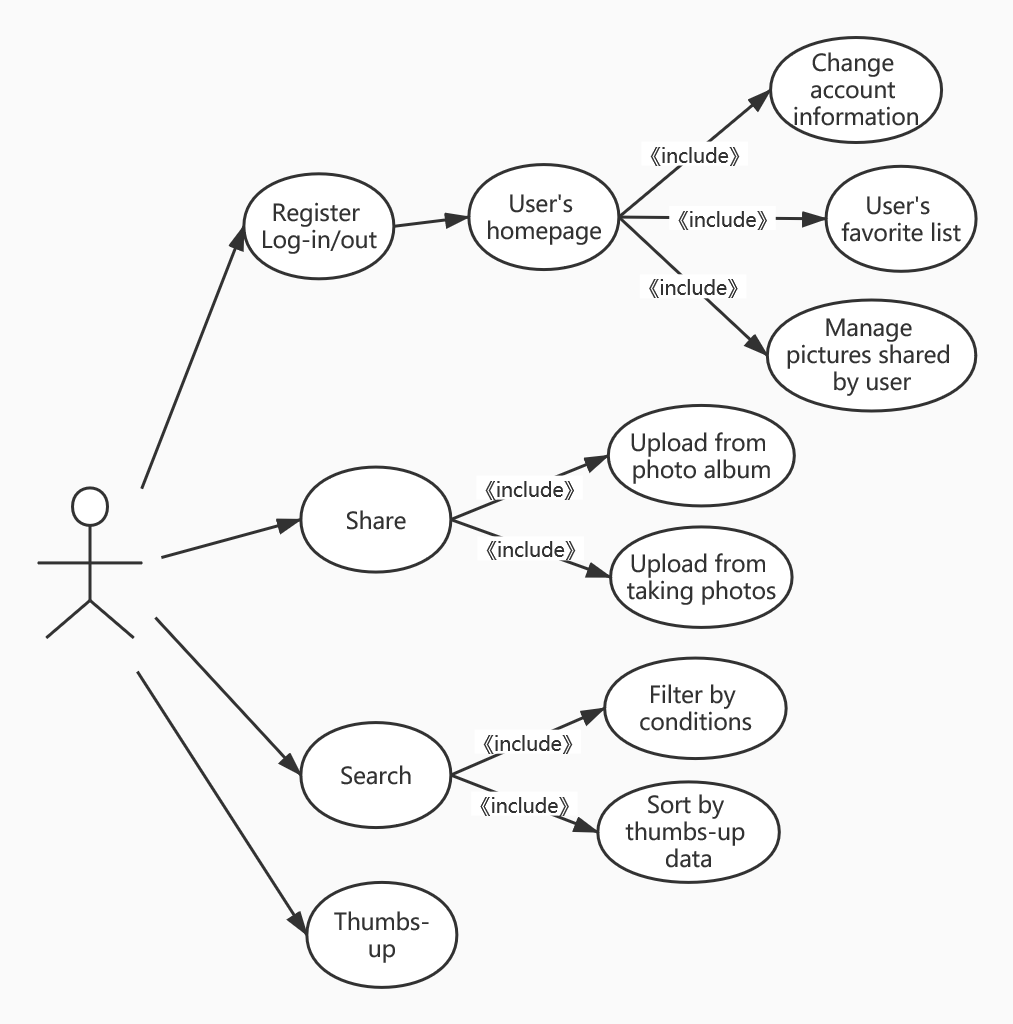 Change
account
information
《include》
Register
Log-in/out
User's
homepage
《include》
User's
favorite list
《include》
Manage
pictures shared
by user
Share
《include》
Upload from
photo album
《include》
Upload from
taking photos
Search
《include》
Filter by
conditions
《include》
Sort by
thumbs-up
data
Thumbs-
up